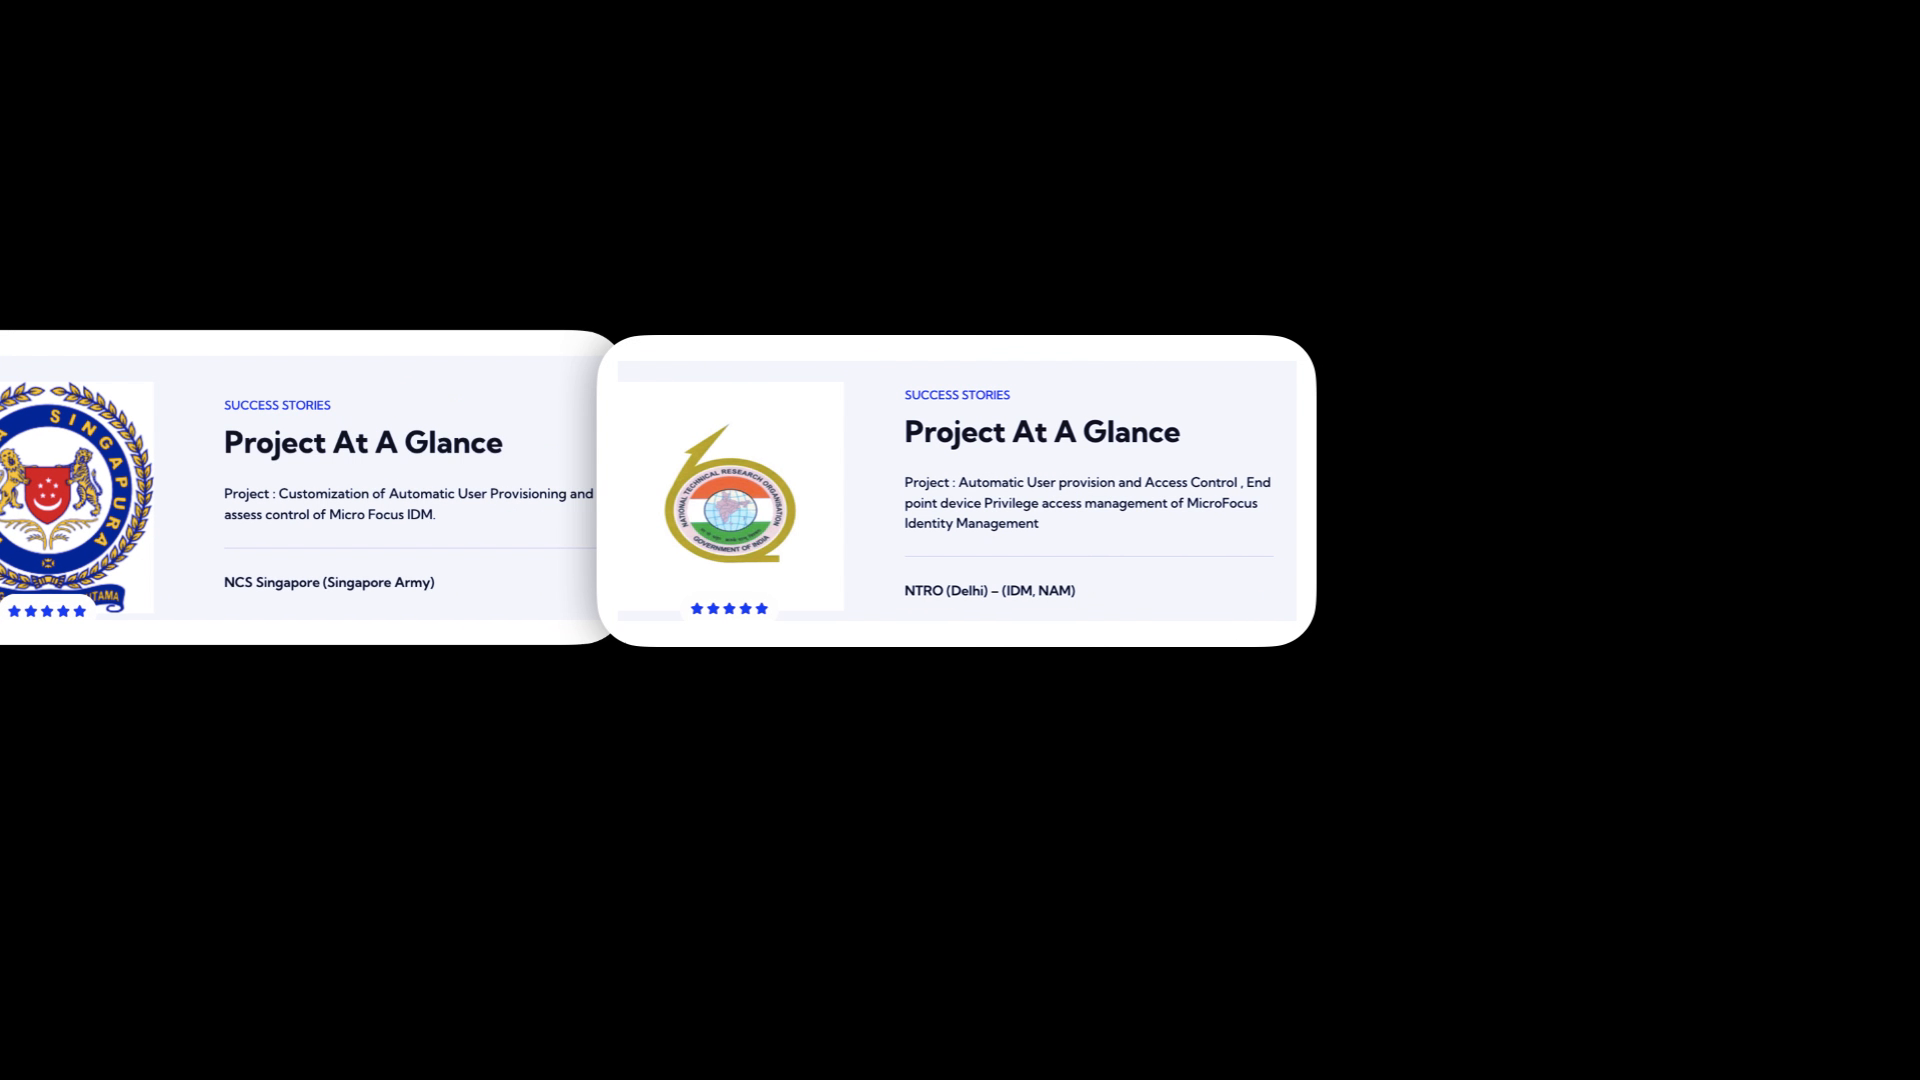 SINGAPURA
TAMA
SUCCESS STORIES
Project At A Glance
Project : Customization of Automatic User Provisioning and
assess control of Micro Focus IDM.
NCS Singapore (Singapore Army)
NATIONAL TECHNICAL RESEARCH ORGANISATION
GOVERNMENT OF INDIA
SUCCESS STORIES
Project At A Glance
Project : Automatic User provision and Access Control , End
point device Privilege access management of MicroFocus
Identity Management
NTRO (Delhi) – (IDM, NAM)